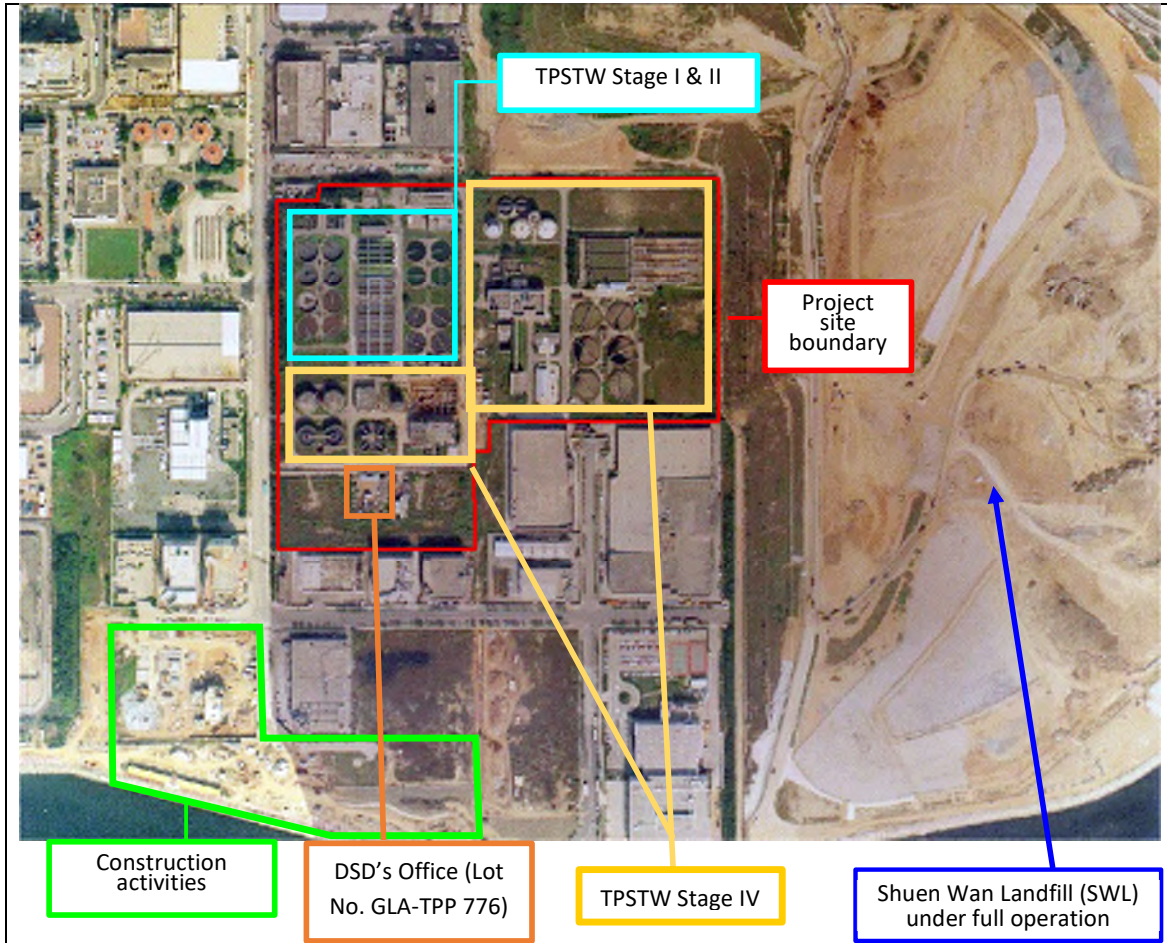 TPSTW Stage I & II
Project
site
boundary
Construction
activities
DSD’s Office (Lot
No. GLA-TPP 776)
TPSTW Stage IV
Shuen Wan Landfill (SWL)
under full operation